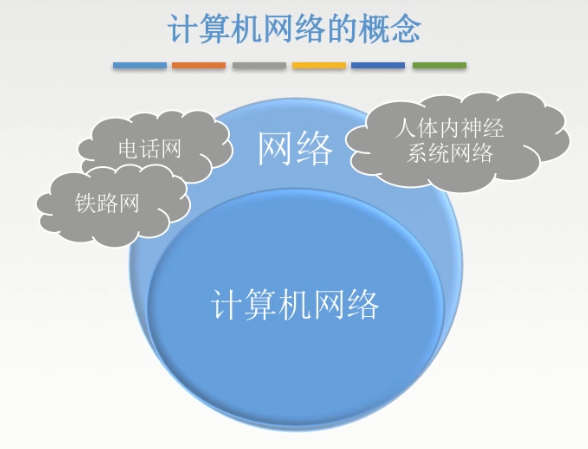 计算机网络的概念
电话网
网络
人体内神经
系统网络
铁路网
计算机网络